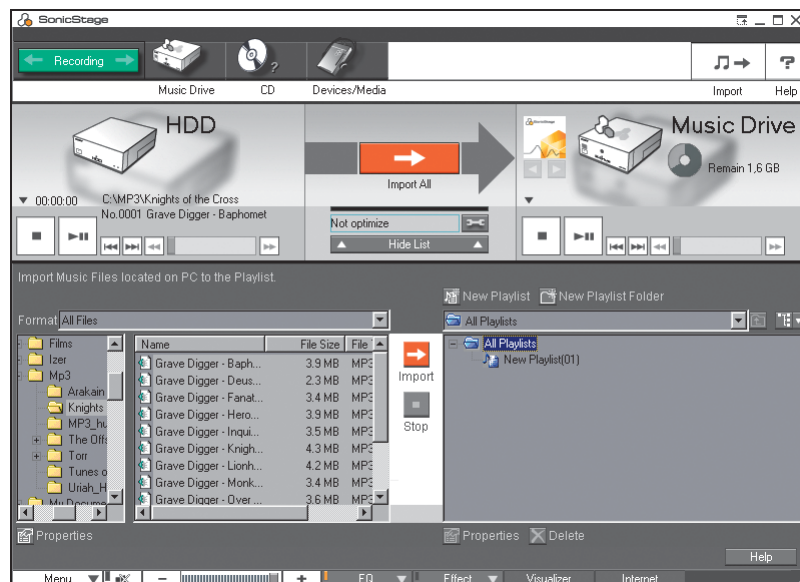 SonicStage
Recording
Music Drive CD Devices/Media
Import Help
HDD
Import All
SonicStage
Music Drive
Remain 1,6 GB
00:00:00 C:\MP3\Knights of the Cross
No.0001 Grave Digger - Baphomet
Not optimize
Hide List
Import Music Files located on PC to the Playlist.
New Playlist New Playlist Folder
Format All Files
All Playlists
Films
Izer
Mp3
Arakain
Knights
MP3_hu
The Offs
Torr
Tunes o
Uriah_H
My Docume
Name File Size File
Grave Digger - Baph... 3.9 MB MP3
Grave Digger - Deus... 2.3 MB MP3
Grave Digger - Fanat... 3.4 MB MP3
Grave Digger - Hero... 3.9 MB MP3
Grave Digger - Inqui... 3.5 MB MP3
Grave Digger - Knigh... 4.3 MB MP3
Grave Digger - Lionh... 4.2 MB MP3
Grave Digger - Monk... 3.4 MB MP3
Grave Digger - Over ... 3.6 MB MP3
Import
Stop
All Playlists
New Playlist(01)
Properties
Properties Delete
Help
Menu EQ Effect Visualizer Internet